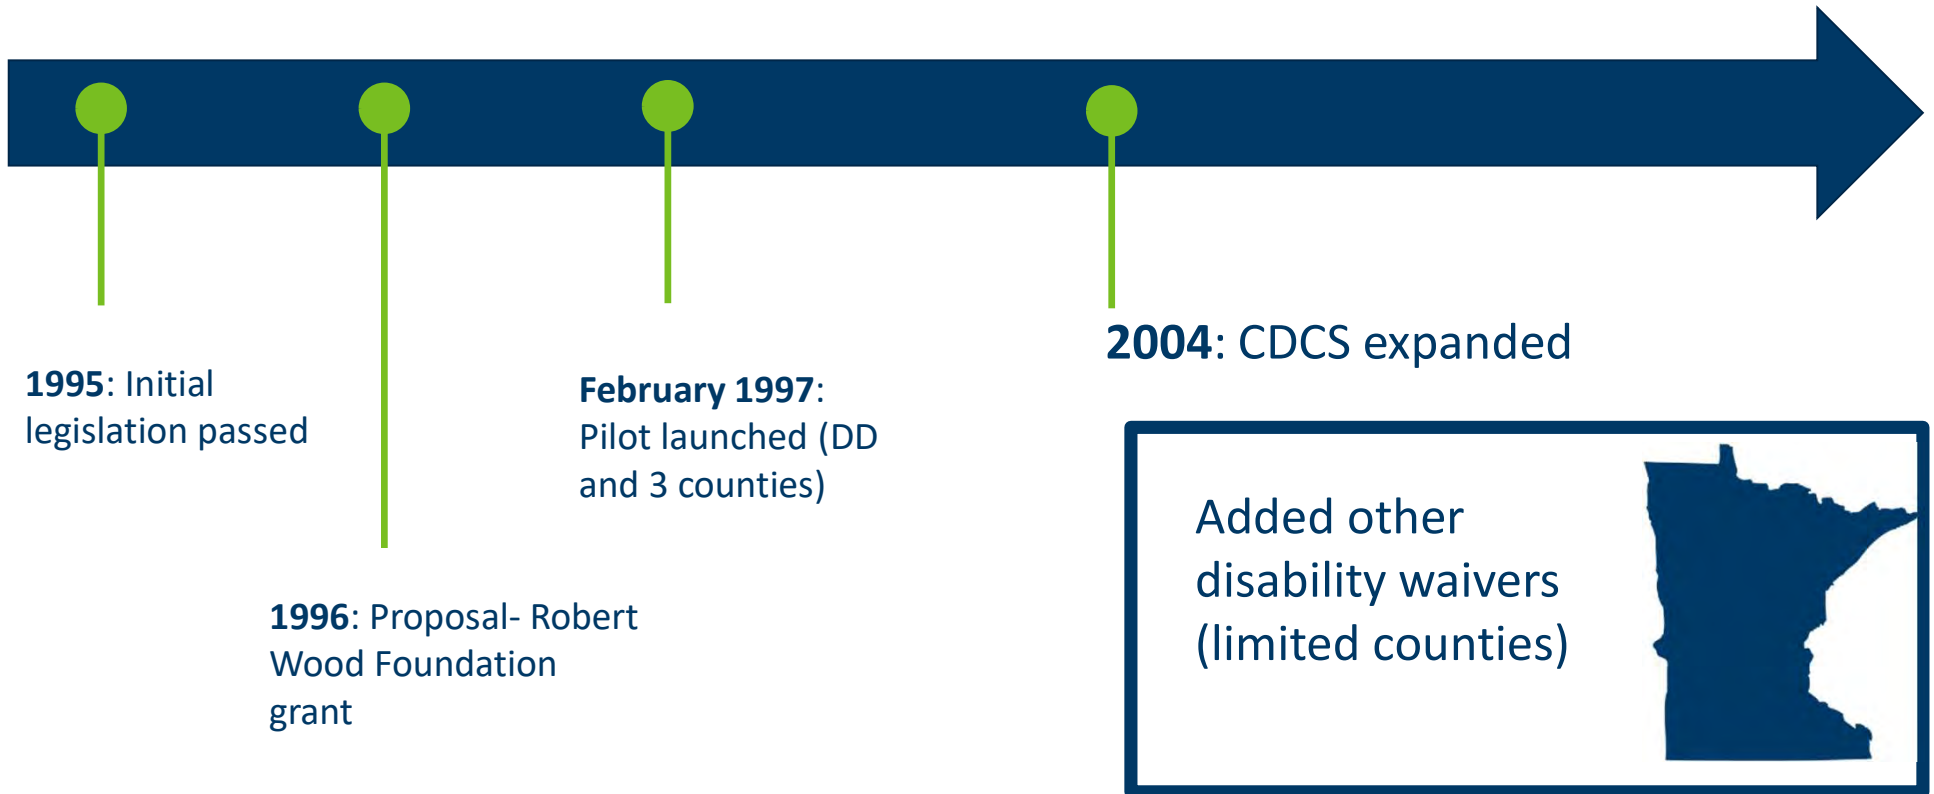 1995: Initial
legislation passed
1996: Proposal- Robert
Wood Foundation
grant
February 1997:
Pilot launched (DD
and 3 counties)
2004: CDCS expanded
Added other
disability waivers
(limited counties)